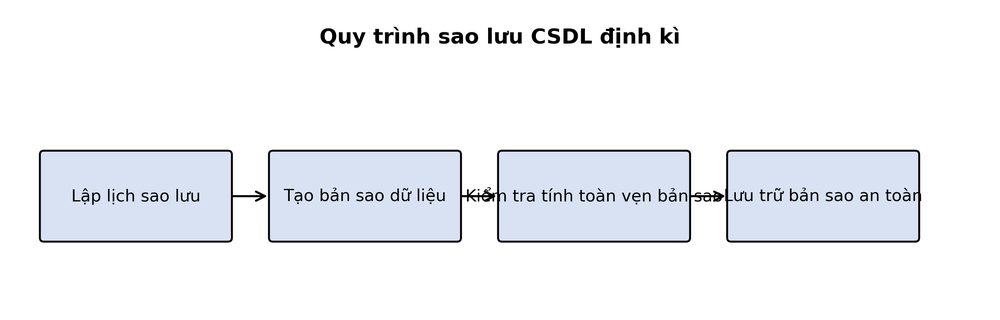 Quy trình sao lưu CSDL định kì
Lập lịch sao lưu
Tạo bản sao dữ liệu
Kiểm tra tính toàn vẹn bản sao
Lưu trữ bản sao an toàn